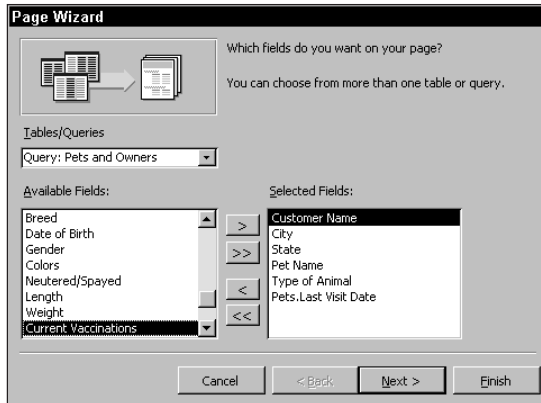 Page Wizard
Which fields do you want on your page?
You can choose from more than one table or query.
Tables/Queries
Query: Pets and Owners
Available Fields:
Selected Fields:
Breed
Date of Birth
Gender
Colors
Neutered/Spayed
Length
Weight
Current Vaccinations
>
>>
<
<<
Customer Name
City
State
Pet Name
Type of Animal
Pets.Last Visit Date
Cancel
< Back
Next >
Finish